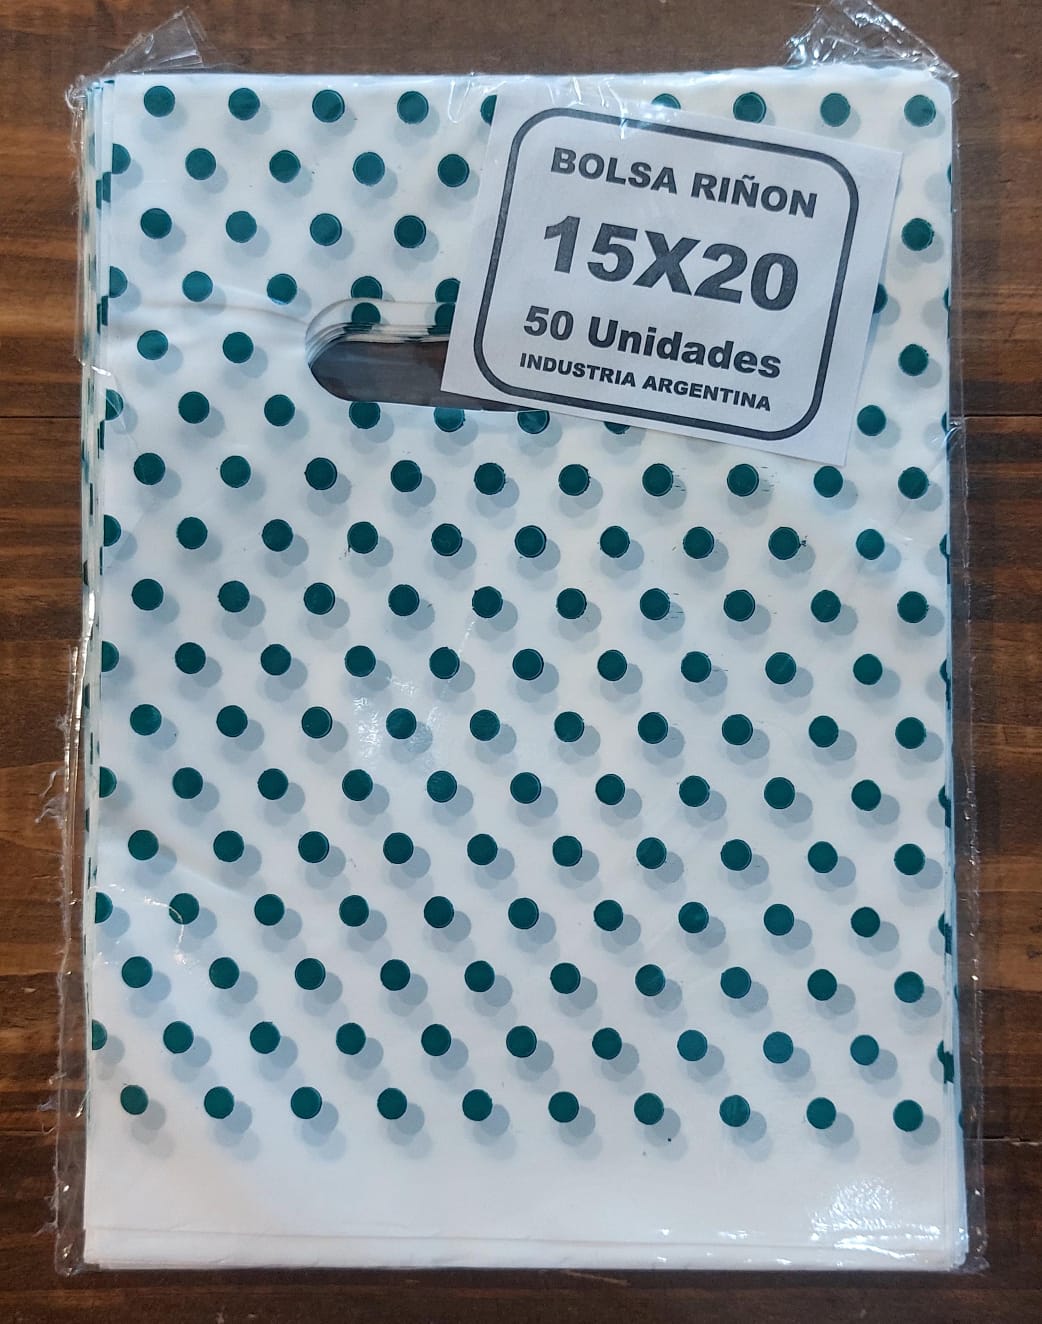 BOLSA RIÑON
15X20
50 Unidades
INDUSTRIA ARGENTINA